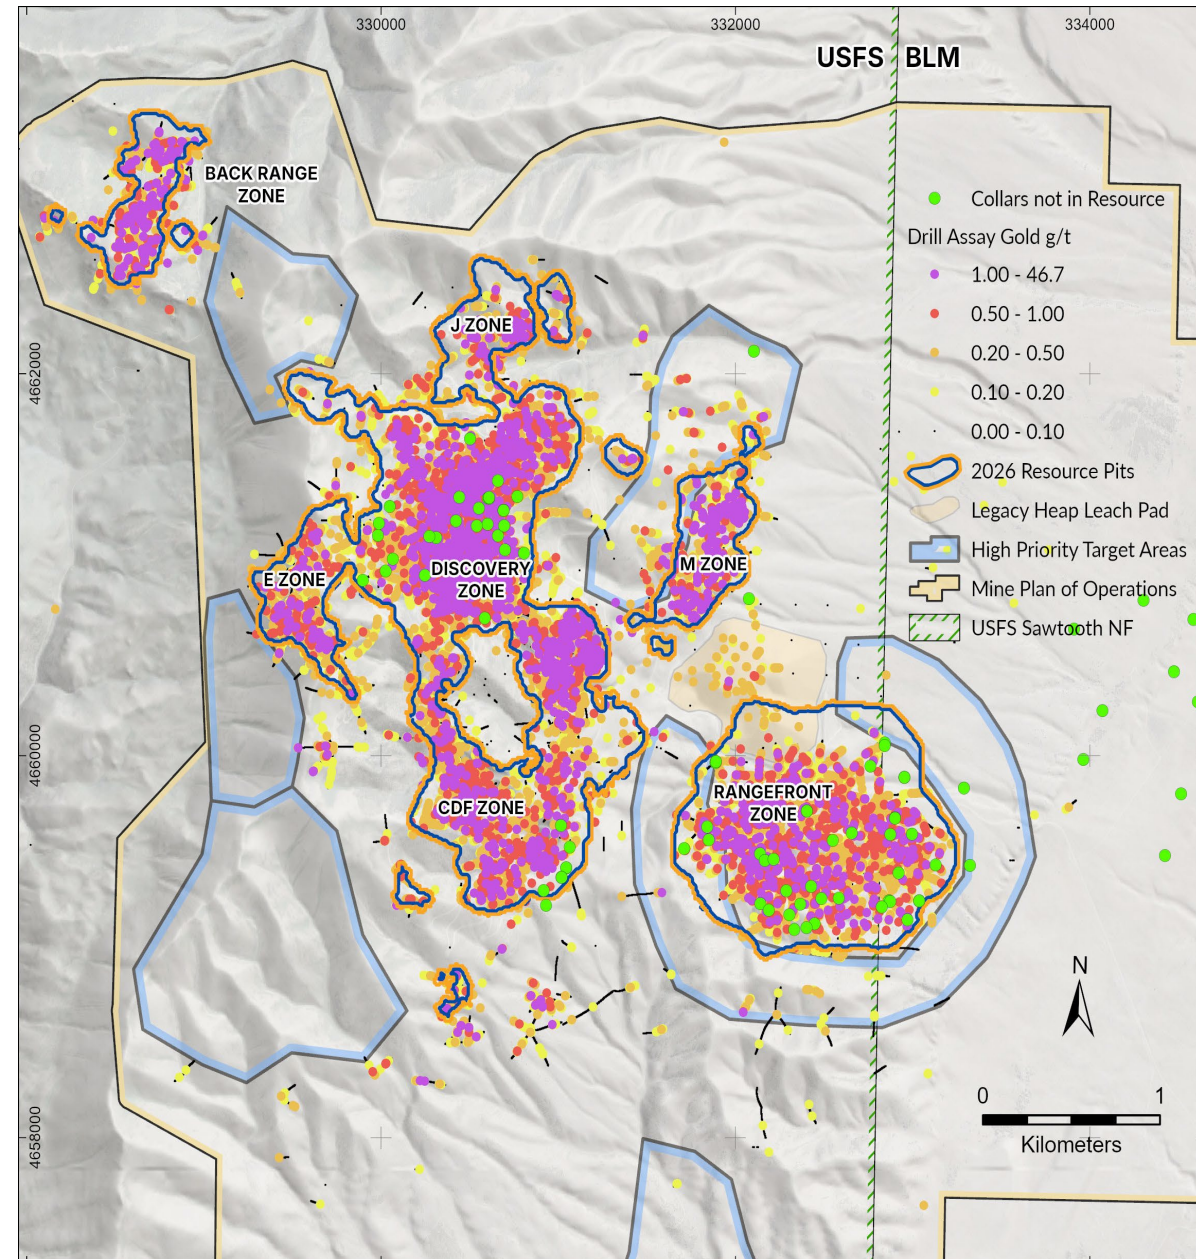 330000
332000
334000
USFS
BLM
BACK RANGE
ZONE
Collars not in Resource
Drill Assay Gold g/t
1.00 - 46.7
J ZONE
0.50 - 1.00
0.20 - 0.50
4662000
0.10 - 0.20
0.00 - 0.10
2026 Resource Pits
Legacy Heap Leach Pad
High Priority Target Areas
M ZONE
DISCOVERY
ZONE
E ZONE
Mine Plan of Operations
USFS Sawtooth NF
4660000
RANGEFRONT
ZONE
CDF ZONE
N
0
1
Kilometers
4658000